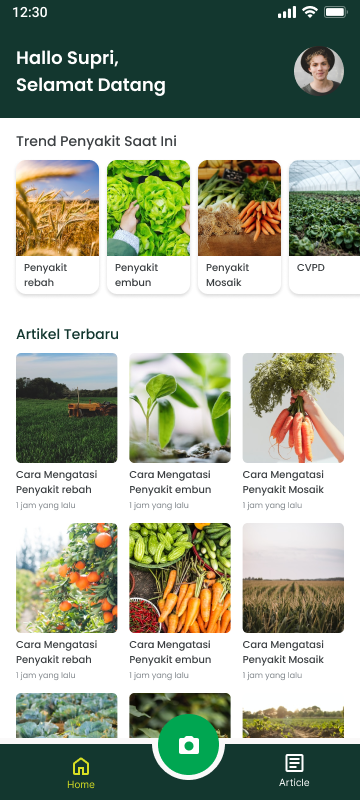 12:30
Hallo Supri,
Selamat Datang
Trend Penyakit Saat Ini
Penyakit
rebah
Penyakit
embun
Penyakit
Mosaik
CVPD
Artikel Terbaru
Cara Mengatasi
Penyakit rebah
1 jam yang lalu
Cara Mengatasi
Penyakit embun
1 jam yang lalu
Cara Mengatasi
Penyakit Mosaik
1 jam yang lalu
Cara Mengatasi
Penyakit rebah
1 jam yang lalu
Cara Mengatasi
Penyakit embun
1 jam yang lalu
Cara Mengatasi
Penyakit Mosaik
1 jam yang lalu
Home
Article